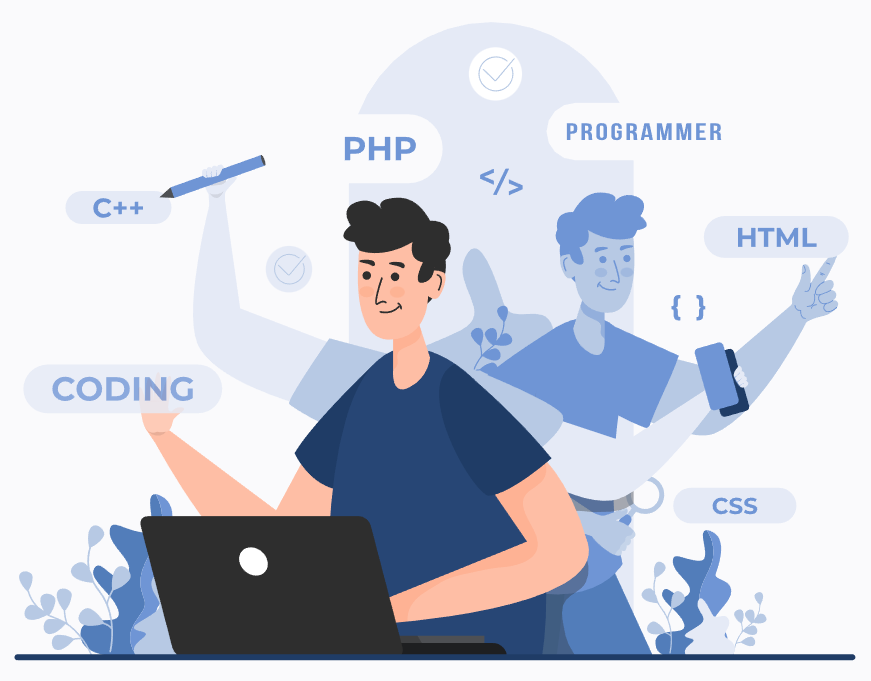 PHP
PROGRAMMER
</>
C++
HTML
{ }
CODING
CSS